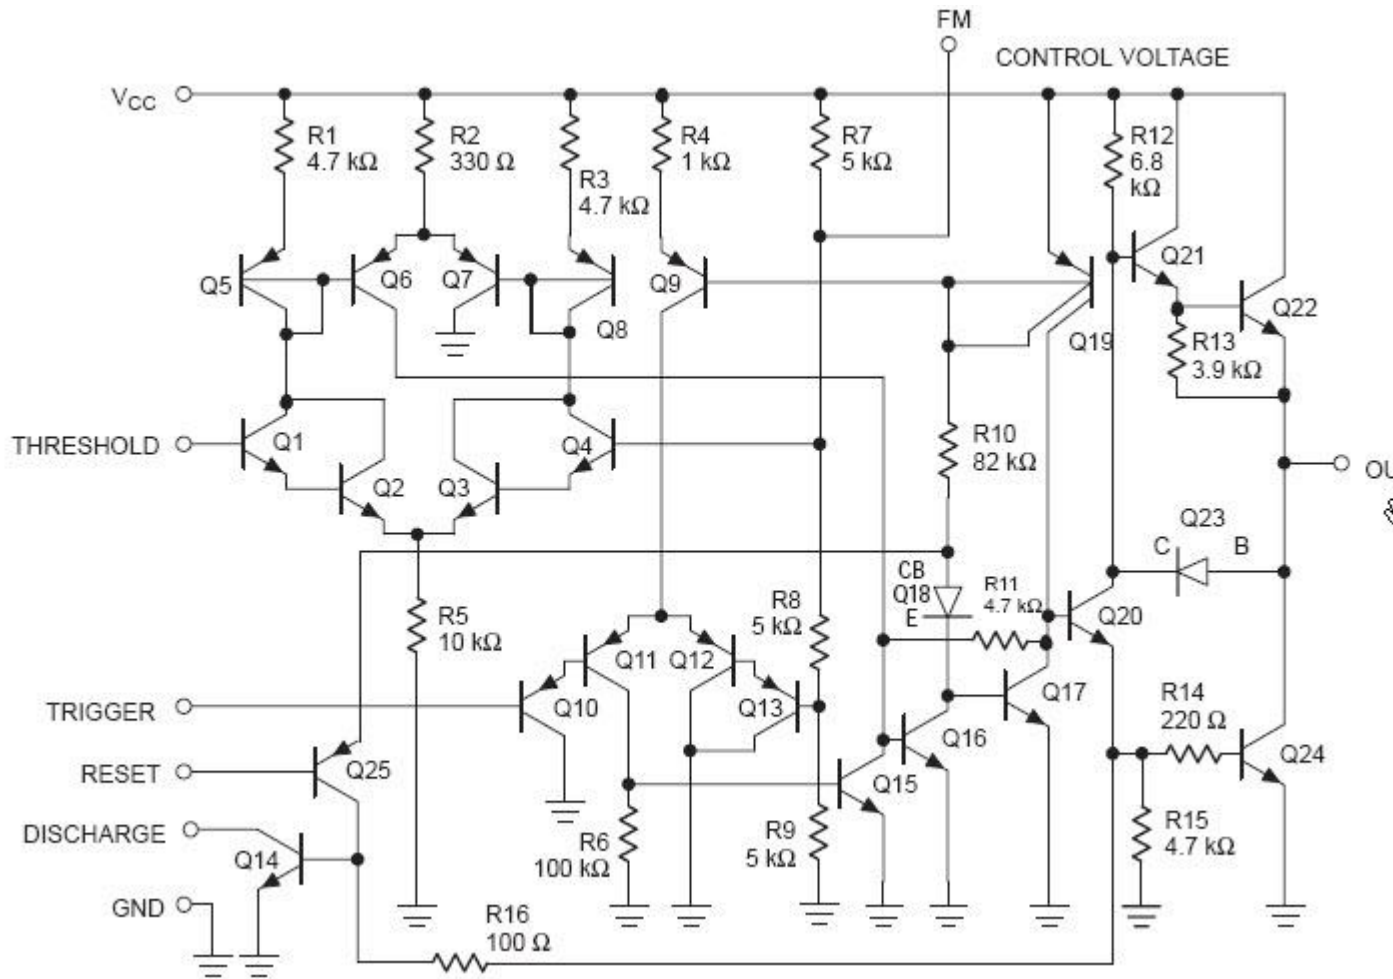 FM
CONTROL VOLTAGE
VCC
R1
4.7 kΩ
R2
330 Ω
R3
4.7 kΩ
R4
1 kΩ
R7
5 kΩ
R12
6.8
kΩ
Q5
Q6
Q7
Q8
Q9
Q19
Q21
Q22
R13
3.9 kΩ
THRESHOLD
Q1
Q2
Q3
Q4
R10
82 kΩ
OU
Q23
C
B
CB
Q18
E
R11
4.7 kΩ
Q20
R5
10 kΩ
R8
5 kΩ
Q11
Q12
Q17
TRIGGER
Q10
Q13
R14
220 Ω
Q16
Q24
RESET
Q25
Q15
DISCHARGE
Q14
R6
100 kΩ
R9
5 kΩ
R15
4.7 kΩ
GND
R16
100 Ω